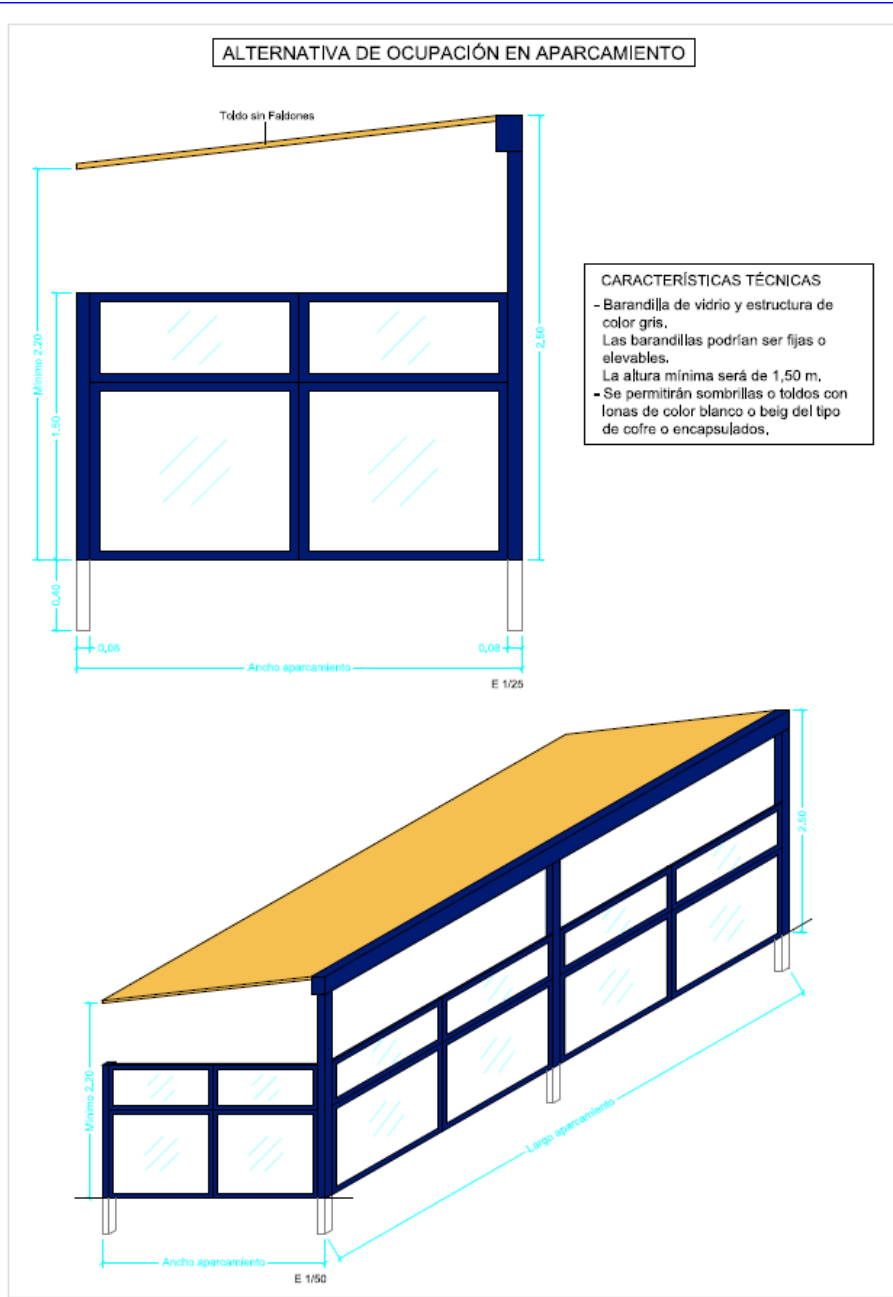 ALTERNATIVA DE OCUPACIÓN EN APARCAMIENTO
Toldo sin Faldones
Mínimo 2,20
1,50
2,50
0,40
0,08
0,08
Ancho aparcamiento
E 1/25
CARACTERÍSTICAS TÉCNICAS
- Barandilla de vidrio y estructura de
color gris.
Las barandillas podrían ser fijas o
elevables.
La altura mínima será de 1,50 m.
- Se permitirán sombrillas o toldos con
lonas de color blanco o beig del tipo
de cofre o encapsulados.
2,50
Mínimo 2,20
Largo aparcamiento
Ancho aparcamiento
E 1/50